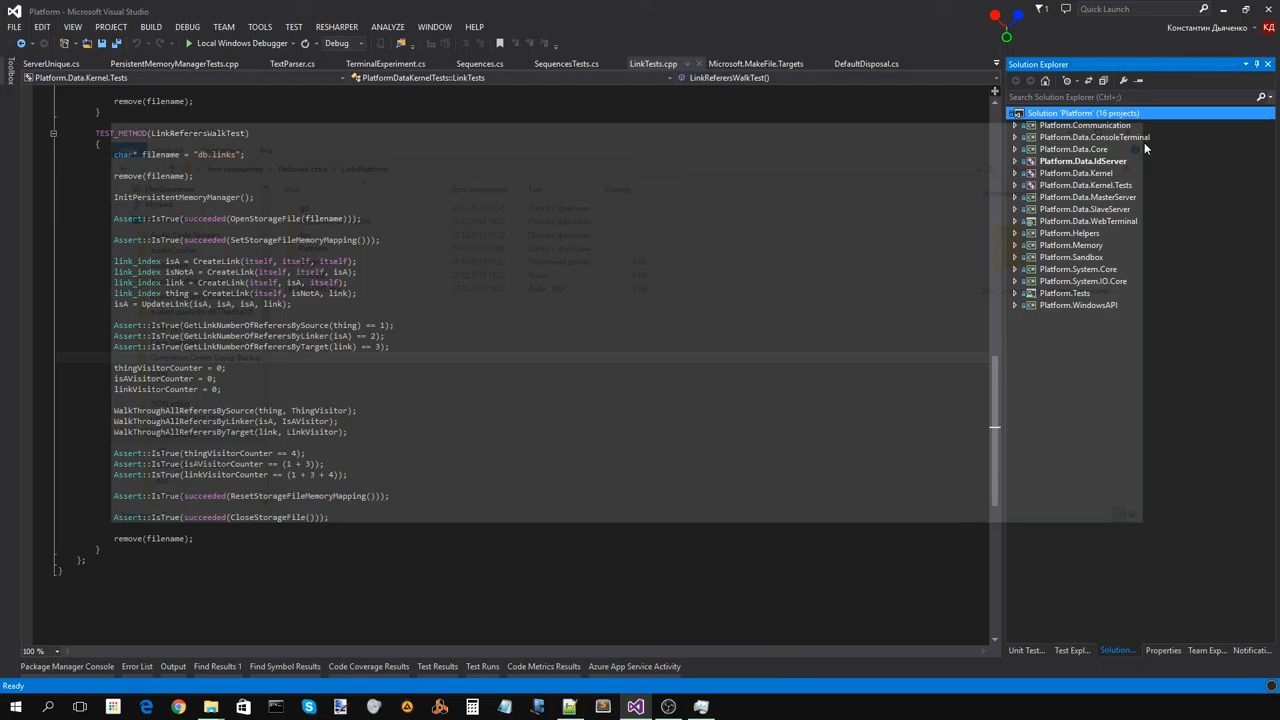 Platform - Microsoft Visual Studio
1
Quick Launch (Ctrl+Q)
FILE EDIT VIEW PROJECT BUILD DEBUG TEAM TOOLS TEST RESHARPER ANALYZE WINDOW HELP
Константин Дьяченко КД
Local Windows Debugger Debug
Toolbox
ServerUnique.cs PersistentMemoryManagerTests.cpp TextParser.cs TerminalExperiment.cs Sequences.cs SequencesTests.cs LinkTests.cpp Microsoft.MakeFile.Targets DefaultDisposal.cs
Platform.Data.Kernel.Tests PlatformDataKernelTests::LinkTests LinkReferersWalkTest()
remove(filename);
}
TEST_METHOD(LinkReferersWalkTest)
{
char* filename = "db.links";
remove(filename);
InitPersistentMemoryManager();
Assert::IsTrue(succeeded(OpenStorageFile(filename)));
Assert::IsTrue(succeeded(SetStorageFileMemoryMapping()));
link_index isA = CreateLink(itself, itself, itself);
link_index isNotA = CreateLink(itself, itself, isA);
link_index link = CreateLink(itself, isA, itself);
link_index thing = CreateLink(itself, isNotA, link);
isA = UpdateLink(isA, isA, isA, link);
Assert::IsTrue(GetLinkNumberOfReferersBySource(thing) == 1);
Assert::IsTrue(GetLinkNumberOfReferersByLinker(isA) == 2);
Assert::IsTrue(GetLinkNumberOfReferersByTarget(link) == 3);
Correlation Center Group Backup
thingVisitorCounter = 0;
isAVisitorCounter = 0;
linkVisitorCounter = 0;
WalkThroughAllReferersBySource(thing, ThingVisitor);
WalkThroughAllReferersByLinker(isA, IsAVisitor);
WalkThroughAllReferersByTarget(link, LinkVisitor);
Assert::IsTrue(thingVisitorCounter == 4);
Assert::IsTrue(isAVisitorCounter == (1 + 3));
Assert::IsTrue(linkVisitorCounter == (1 + 3 + 4));
Assert::IsTrue(succeeded(ResetStorageFileMemoryMapping()));
Assert::IsTrue(succeeded(CloseStorageFile()));
remove(filename);
}
};
}
100 %
Solution Explorer
Search Solution Explorer (Ctrl+;)
Solution 'Platform' (16 projects)
Platform.Communication
Platform.Data.ConsoleTerminal
Platform.Data.Core
Platform.Data.IdServer
Platform.Data.Kernel
Platform.Data.Kernel.Tests
Platform.Data.MasterServer
Platform.Data.SlaveServer
Platform.Data.WebTerminal
Platform.Helpers
Platform.Memory
Platform.Sandbox
Platform.System.Core
Platform.System.IO.Core
Platform.Tests
Platform.WindowsAPI
Unit Test... Test Expl... Solution... Properties Team Exp... Notificati...
Package Manager Console Error List Output Find Results 1 Find Symbol Results Code Coverage Results Test Results Test Runs Code Metrics Results Azure App Service Activity
Ready